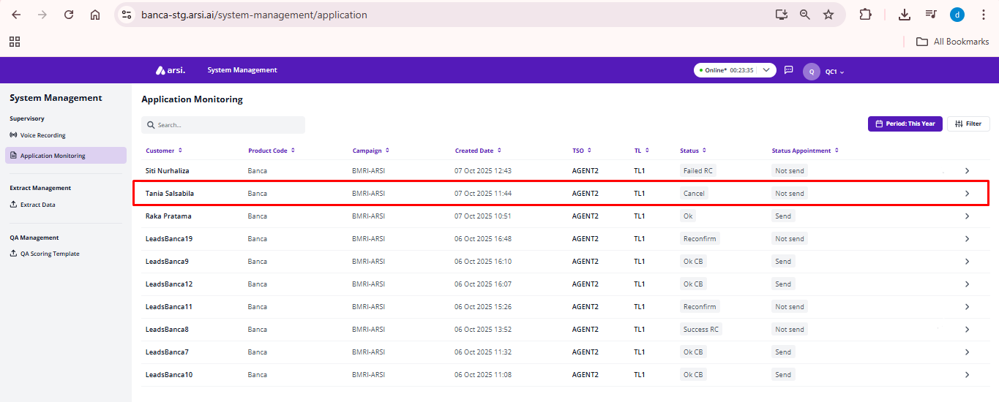 banca-stg.arsi.ai/system-management/application
d
All Bookmarks
arsi. System Management Online* 00:23:35 Q QC1
System Management
Supervisory
Voice Recording
Application Monitoring
Extract Management
Extract Data
QA Management
QA Scoring Template
Application Monitoring
Search... Period: This Year Filter
Customer Product Code Campaign Created Date TSO TL Status Status Appointment
Siti Nurhaliza Banca BMRI-ARSI 07 Oct 2025 12:43 AGENT2 TL1 Failed RC Not send
Tania Salsabila Banca BMRI-ARSI 07 Oct 2025 11:44 AGENT2 TL1 Cancel Not send
Raka Pratama Banca BMRI-ARSI 07 Oct 2025 10:51 AGENT2 TL1 Ok Send
LeadsBanca19 Banca BMRI-ARSI 06 Oct 2025 16:48 AGENT2 TL1 Reconfirm Not send
LeadsBanca9 Banca BMRI-ARSI 06 Oct 2025 16:10 AGENT2 TL1 Ok CB Send
LeadsBanca12 Banca BMRI-ARSI 06 Oct 2025 16:07 AGENT2 TL1 Ok CB Send
LeadsBanca11 Banca BMRI-ARSI 06 Oct 2025 15:26 AGENT2 TL1 Reconfirm Not send
LeadsBanca8 Banca BMRI-ARSI 06 Oct 2025 13:52 AGENT2 TL1 Success RC Not send
LeadsBanca7 Banca BMRI-ARSI 06 Oct 2025 11:32 AGENT2 TL1 Ok CB Send
LeadsBanca10 Banca BMRI-ARSI 06 Oct 2025 11:08 AGENT2 TL1 Ok CB Send